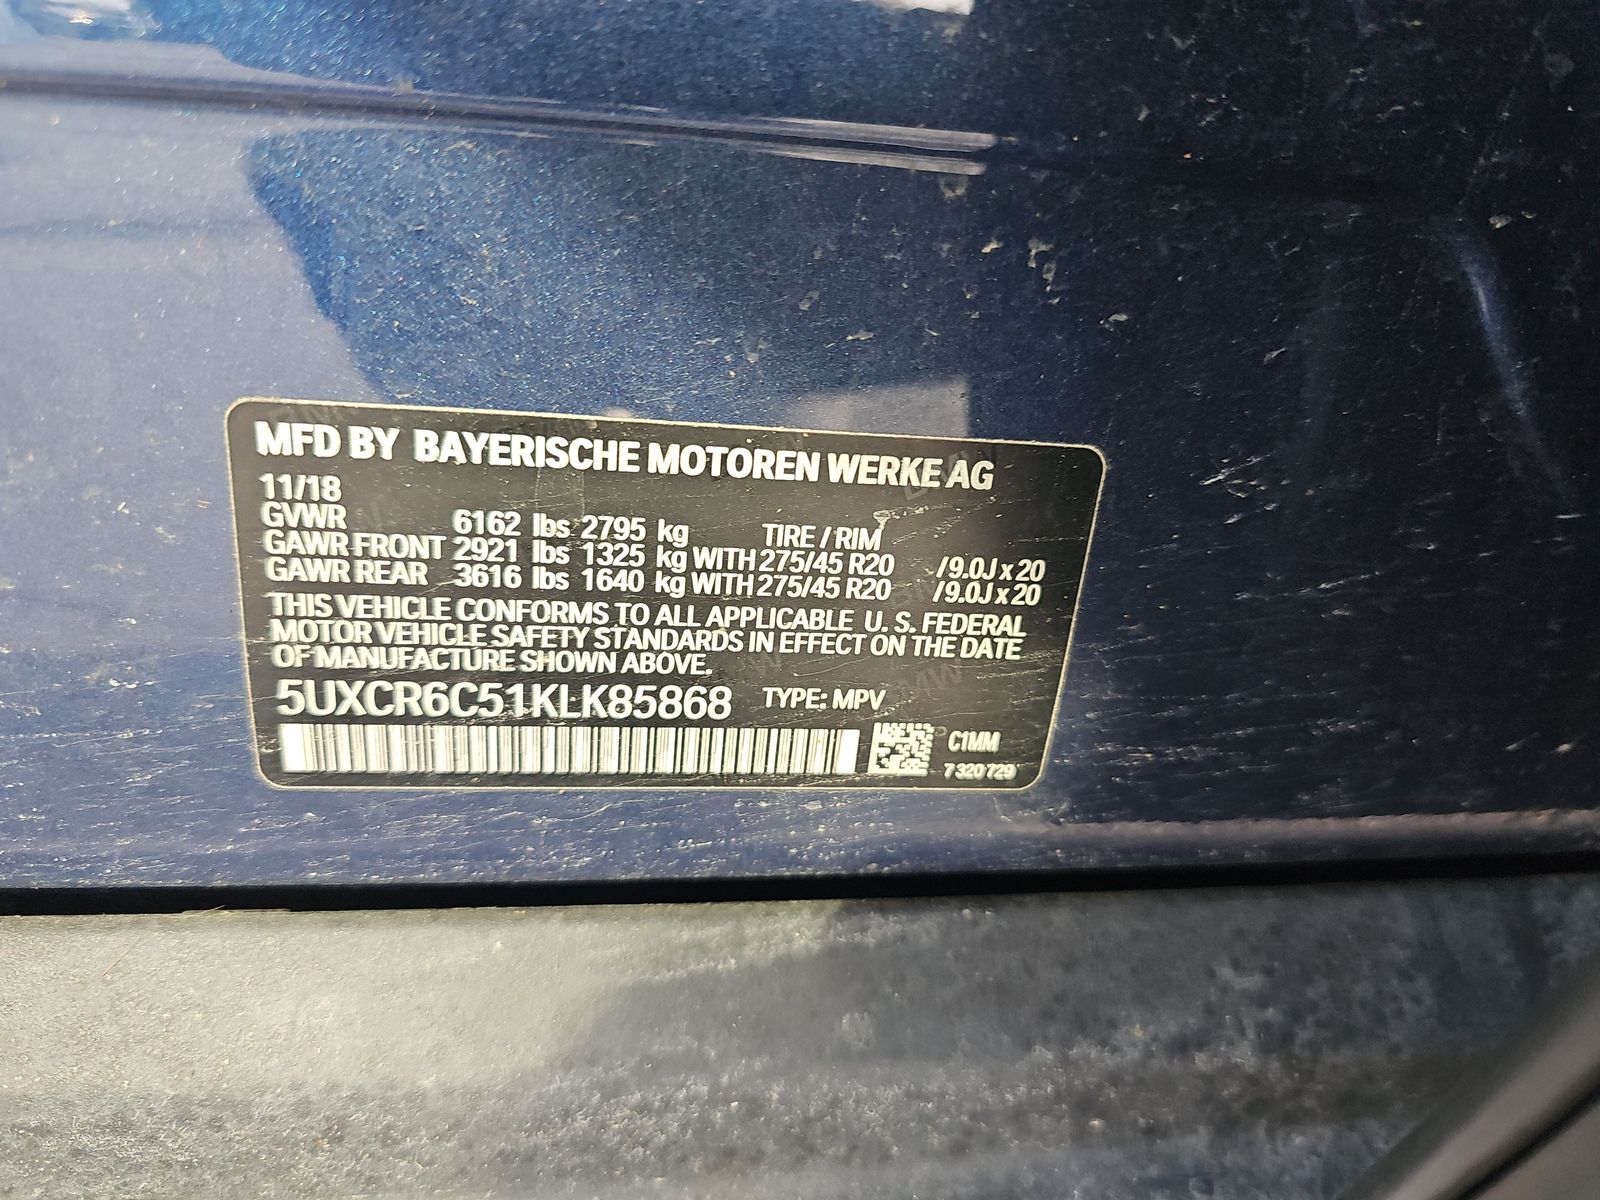 MFD BY BAYERISCHE MOTOREN WERKE AG
11/18
GVWR 6162 lbs 2795 kg TIRE / RIM
GAWR FRONT 2921 lbs 1325 kg WITH 275/45 R20 / 9.0J x 20
GAWR REAR 3616 lbs 1640 kg WITH 275/45 R20 / 9.0J x 20
THIS VEHICLE CONFORMS TO ALL APPLICABLE U. S. FEDERAL
MOTOR VEHICLE SAFETY STANDARDS IN EFFECT ON THE DATE
OF MANUFACTURE SHOWN ABOVE.
5UXCR6C51KLK85868 TYPE: MPV
C1MM
7 320 729